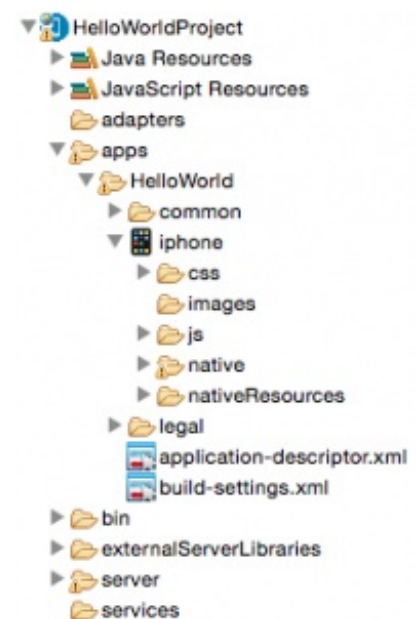 HelloWorldProject
Java Resources
JavaScript Resources
adapters
apps
HelloWorld
common
iphone
css
images
js
native
nativeResources
legal
application-descriptor.xml
build-settings.xml
bin
externalServerLibraries
server
services